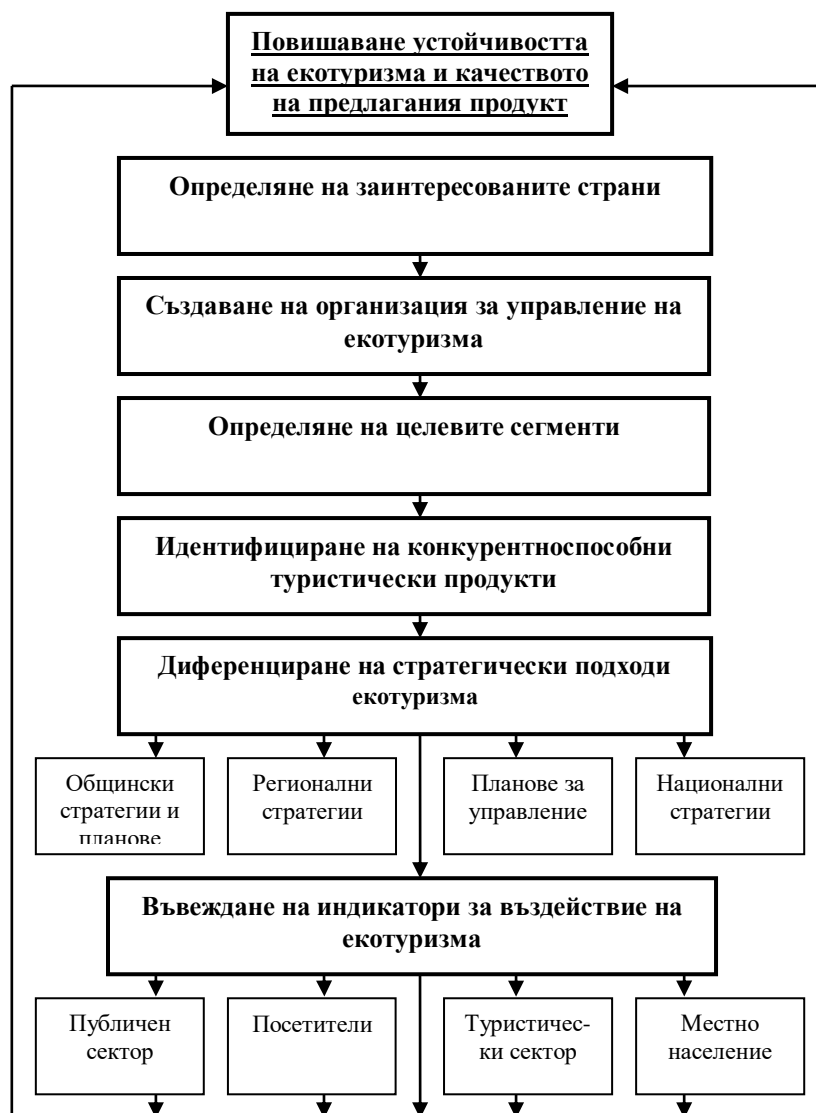 Повишаване устойчивостта
на екотуризма и качеството
на предлагания продукт
Определяне на заинтересованите страни
Създаване на организация за управление на
екотуризма
Определяне на целевите сегменти
Идентифициране на конкурентноспособни
туристически продукти
Диференциране на стратегически подходи
екотуризма
Общински
стратегии и
планове
Регионални
стратегии
Планове за
управление
Национални
стратегии
Въвеждане на индикатори за въздействие на
екотуризма
Публичен
сектор
Посетители
Туристичес-
ки сектор
Местно
население